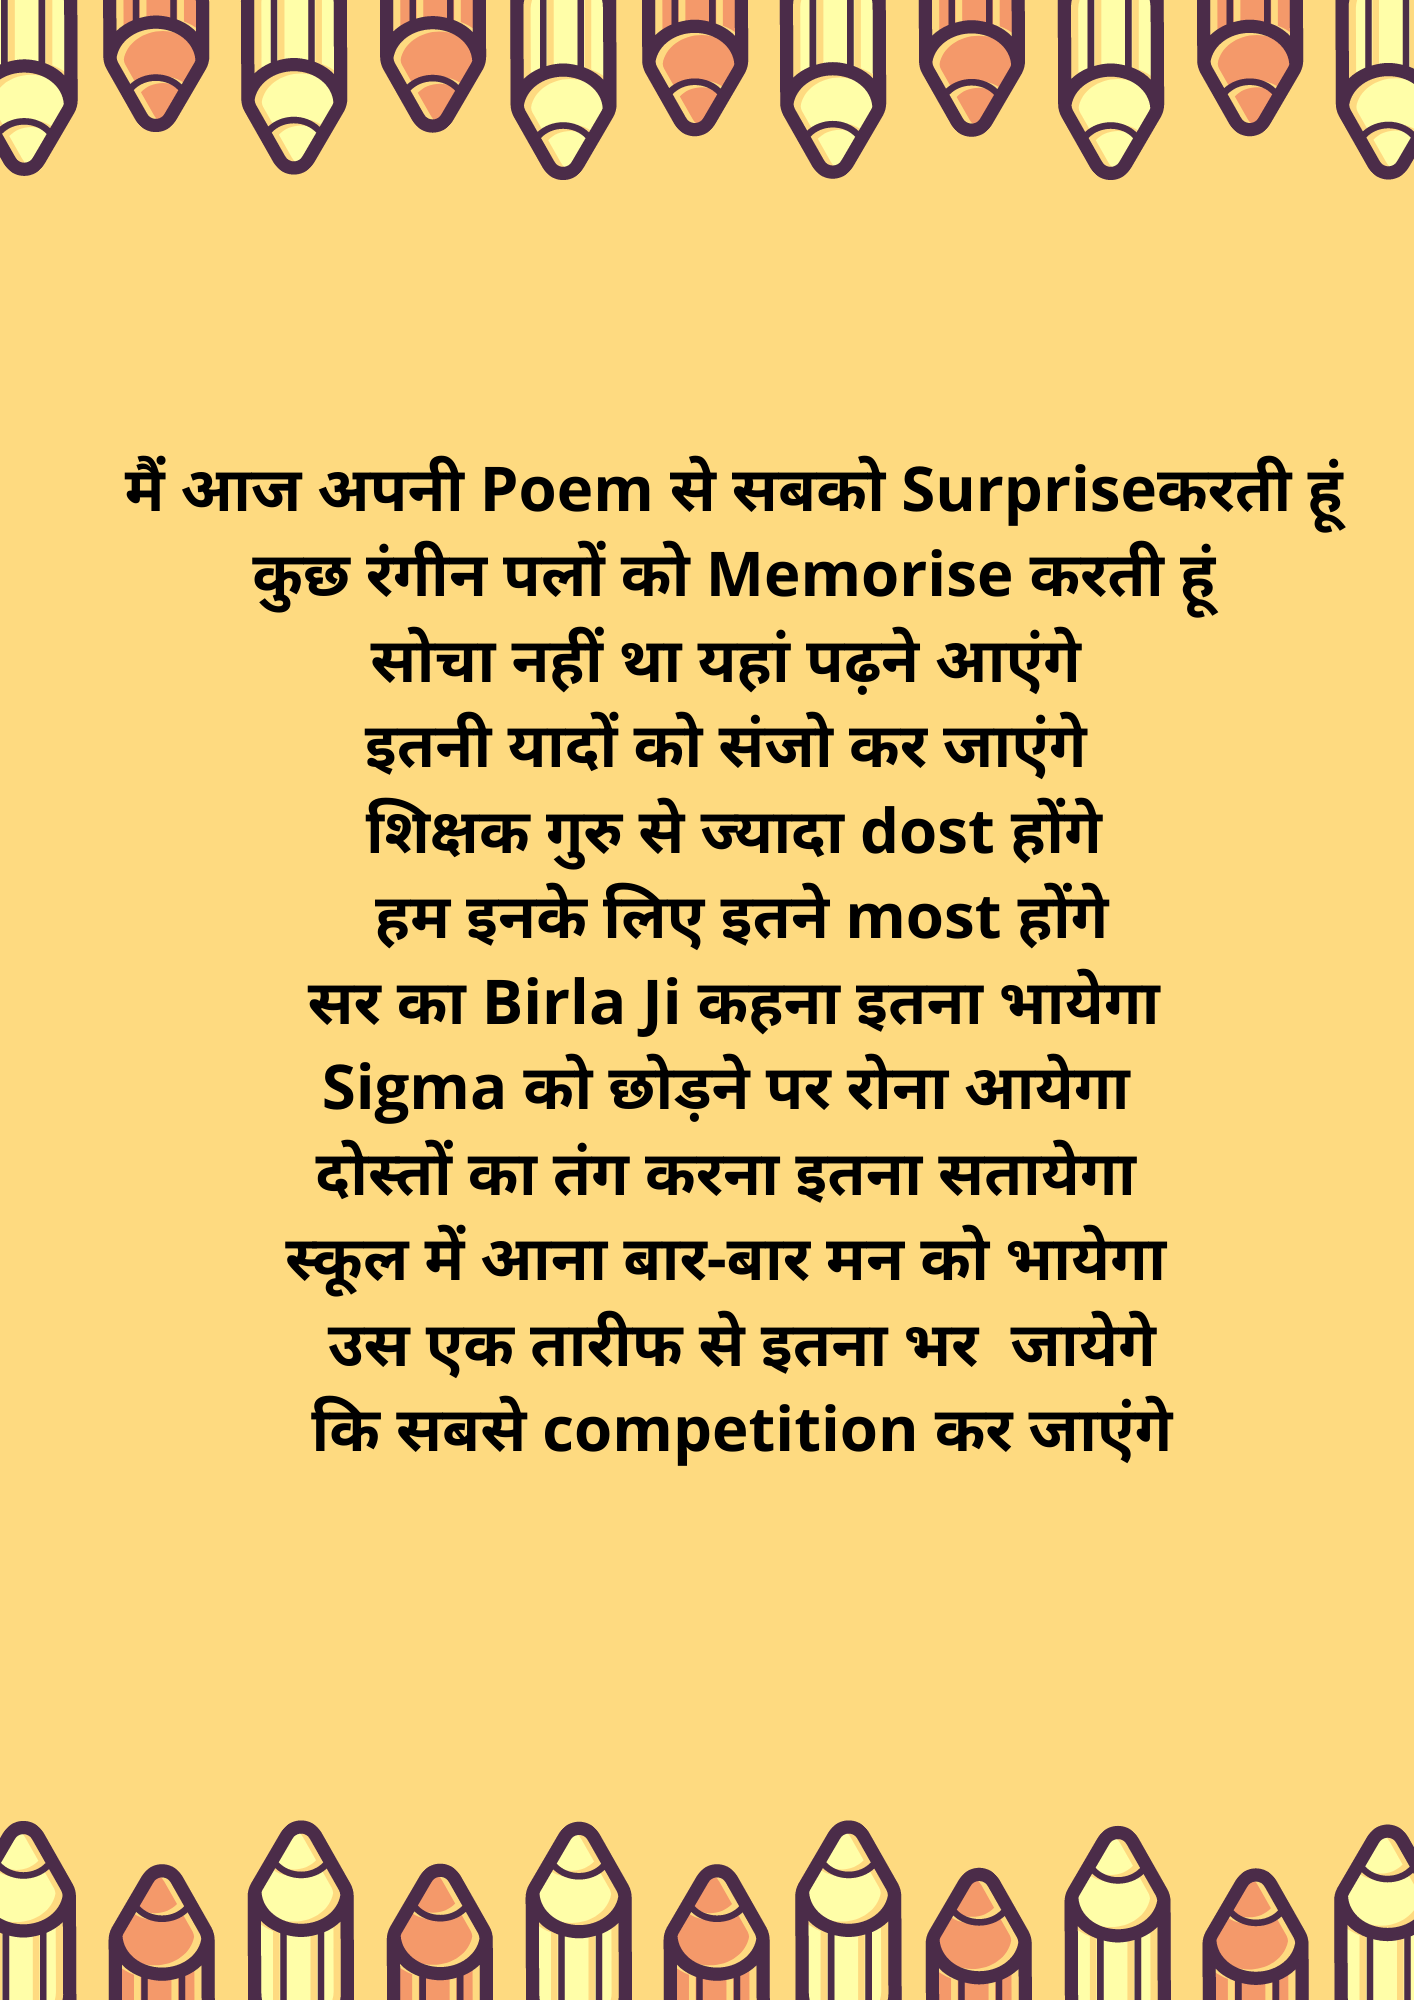 मैं आज अपनी Poem से सबको Surpriseकरती हूं
कुछ रंगीन पलों को Memorise करती हूं
सोचा नहीं था यहां पढ़ने आएंगे
इतनी यादों को संजो कर जाएंगे
शिक्षक गुरु से ज्यादा dost होंगे
हम इनके लिए इतने most होंगे
सर का Birla Ji कहना इतना भायेगा
Sigma को छोड़ने पर रोना आयेगा
दोस्तों का तंग करना इतना सतायेगा
स्कूल में आना बार-बार मन को भायेगा
उस एक तारीफ से इतना भर जायेगे
कि सबसे competition कर जाएंगे